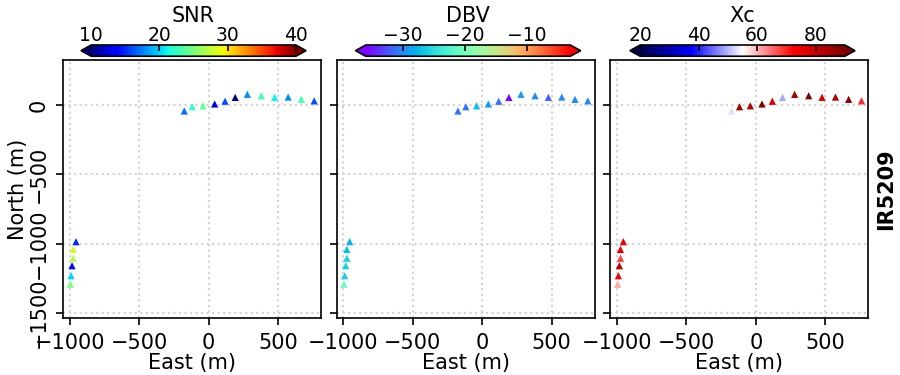 SNR DBV Xc
10 20 30 40 −30 −20 −10 20 40 60 80
North (m)
0
−500
−1000
−1500
IR5209
−1000 −500 0 500 −1000 −500 0 500 −1000 −500 0 500
East (m) East (m) East (m)